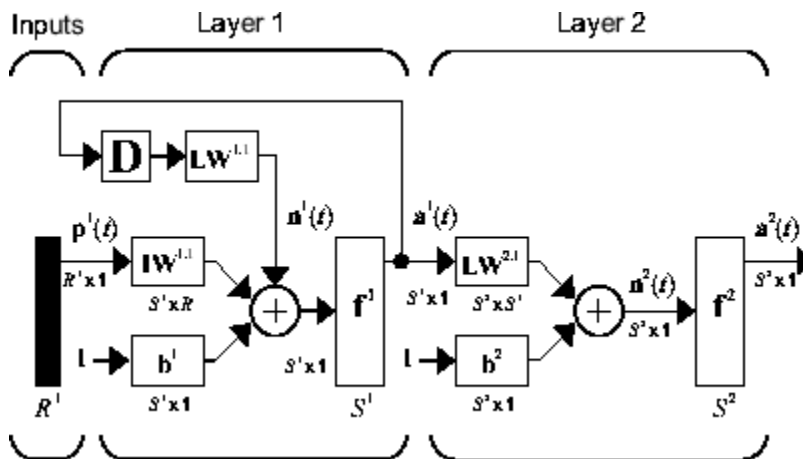 Inputs Layer 1 Layer 2
D LW¹,¹
p¹(t) n¹(t) a¹(t) a²(t)
IW¹,¹ LW²,¹ n²(t)
R¹ x 1 S¹ x R + f¹ S¹ x 1 S² x S¹ + f² S² x 1
1 b¹ S¹ x 1 1 b² S² x 1
S¹ x 1 S² x 1
R¹ S¹ S²